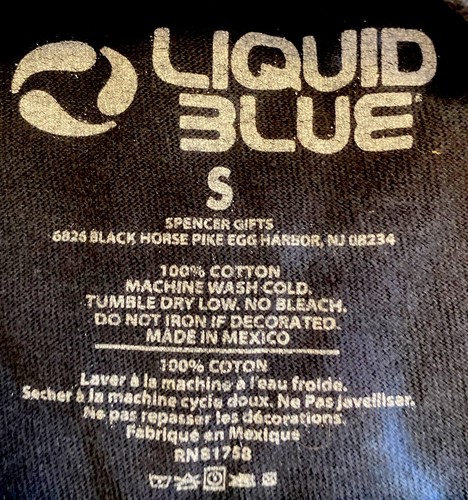 LIQUID
BLUE®
S
SPENCER GIFTS
6826 BLACK HORSE PIKE EGG HARBOR, NJ 08234
100% COTTON
MACHINE WASH COLD.
TUMBLE DRY LOW. NO BLEACH.
DO NOT IRON IF DECORATED.
MADE IN MEXICO
100% COTON
Laver à la machine à l'eau froide.
Secher à la machine cycle doux. Ne Pas javelliser.
Ne pas repasser les décorations.
Fabriqué en Mexique
RN81758